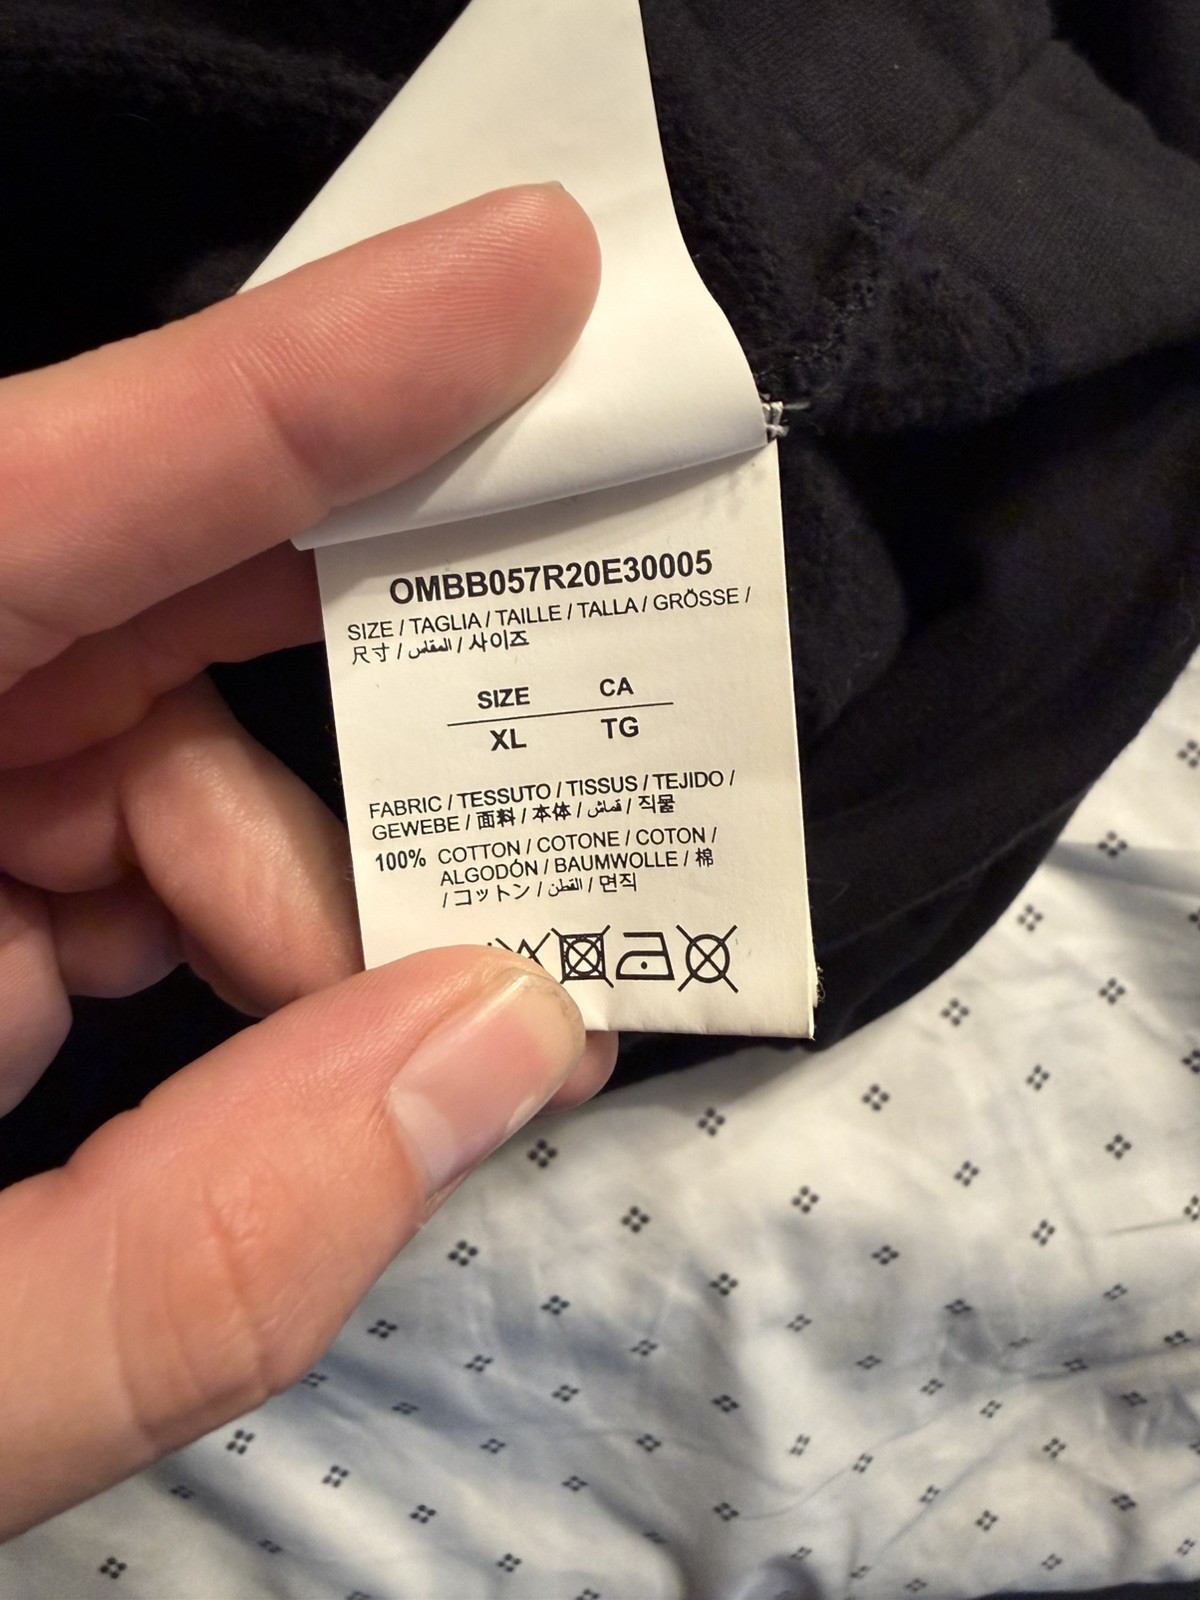 OMBB057R20E30005
SIZE / TAGLIA / TAILLE / TALLA / GRÖSSE /
尺寸 / المقاس / 사이즈
SIZE CA
XL TG
FABRIC / TESSUTO / TISSUS / TEJIDO /
GEWEBE / 面料 / 本体 / قماش / 직물
100% COTTON / COTONE / COTON /
ALGODÓN / BAUMWOLLE / 棉
/ コットン / القطن / 면직